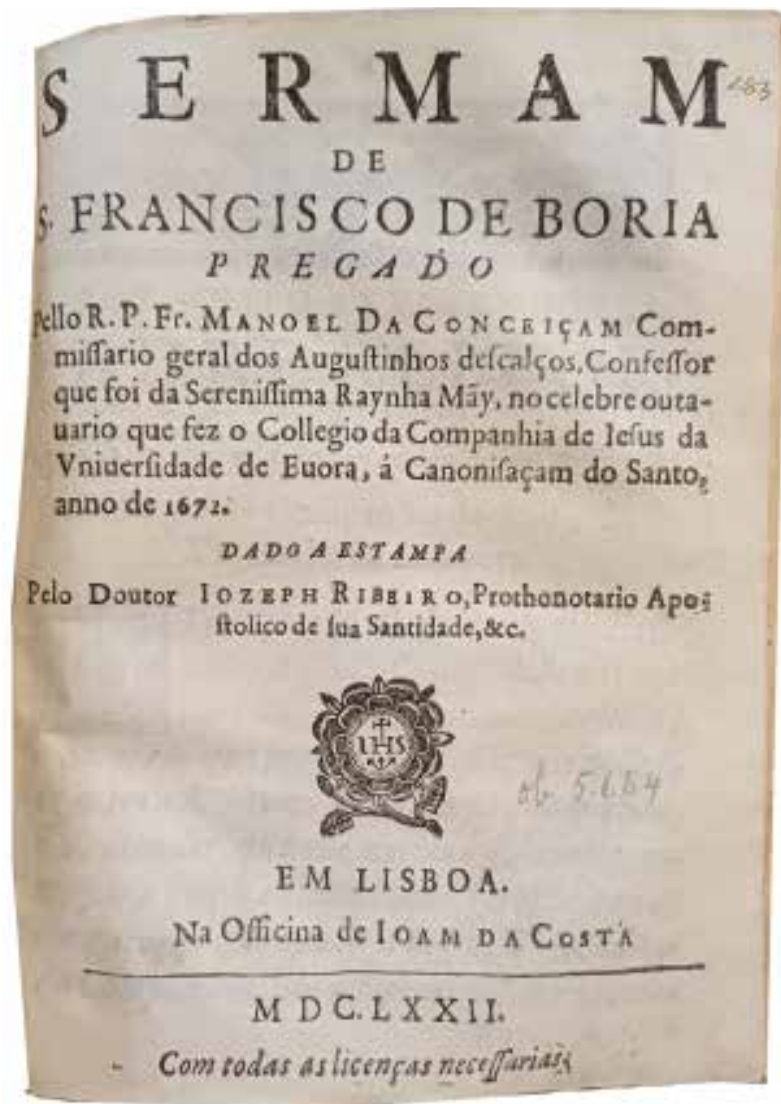 SERMAM
DE
S. FRANCISCO DE BORIA
PREGADO
Pello R. P. Fr. MANOEL DA CONCEIÇAM Com-
miſſario geral dos Auguſtinhos deſcalços, Confeſſor
que foi da Sereniſſima Raynha Mãy, no celebre outa-
uario que fez o Collegio da Companhia de Ieſus da
Vniuerſidade de Euora, á Canoniſaçam do Santo,
anno de 1672.
DADO A ESTAMPA
Pelo Doutor IOZEPH RIBEIRO, Prothonotario Apo-
ſtolico de ſua Santidade, &c.
IHS
EM LISBOA.
Na Officina de IOAM DA COSTA
MDC.LXXII.
Com todas as licenças neceſſarias.